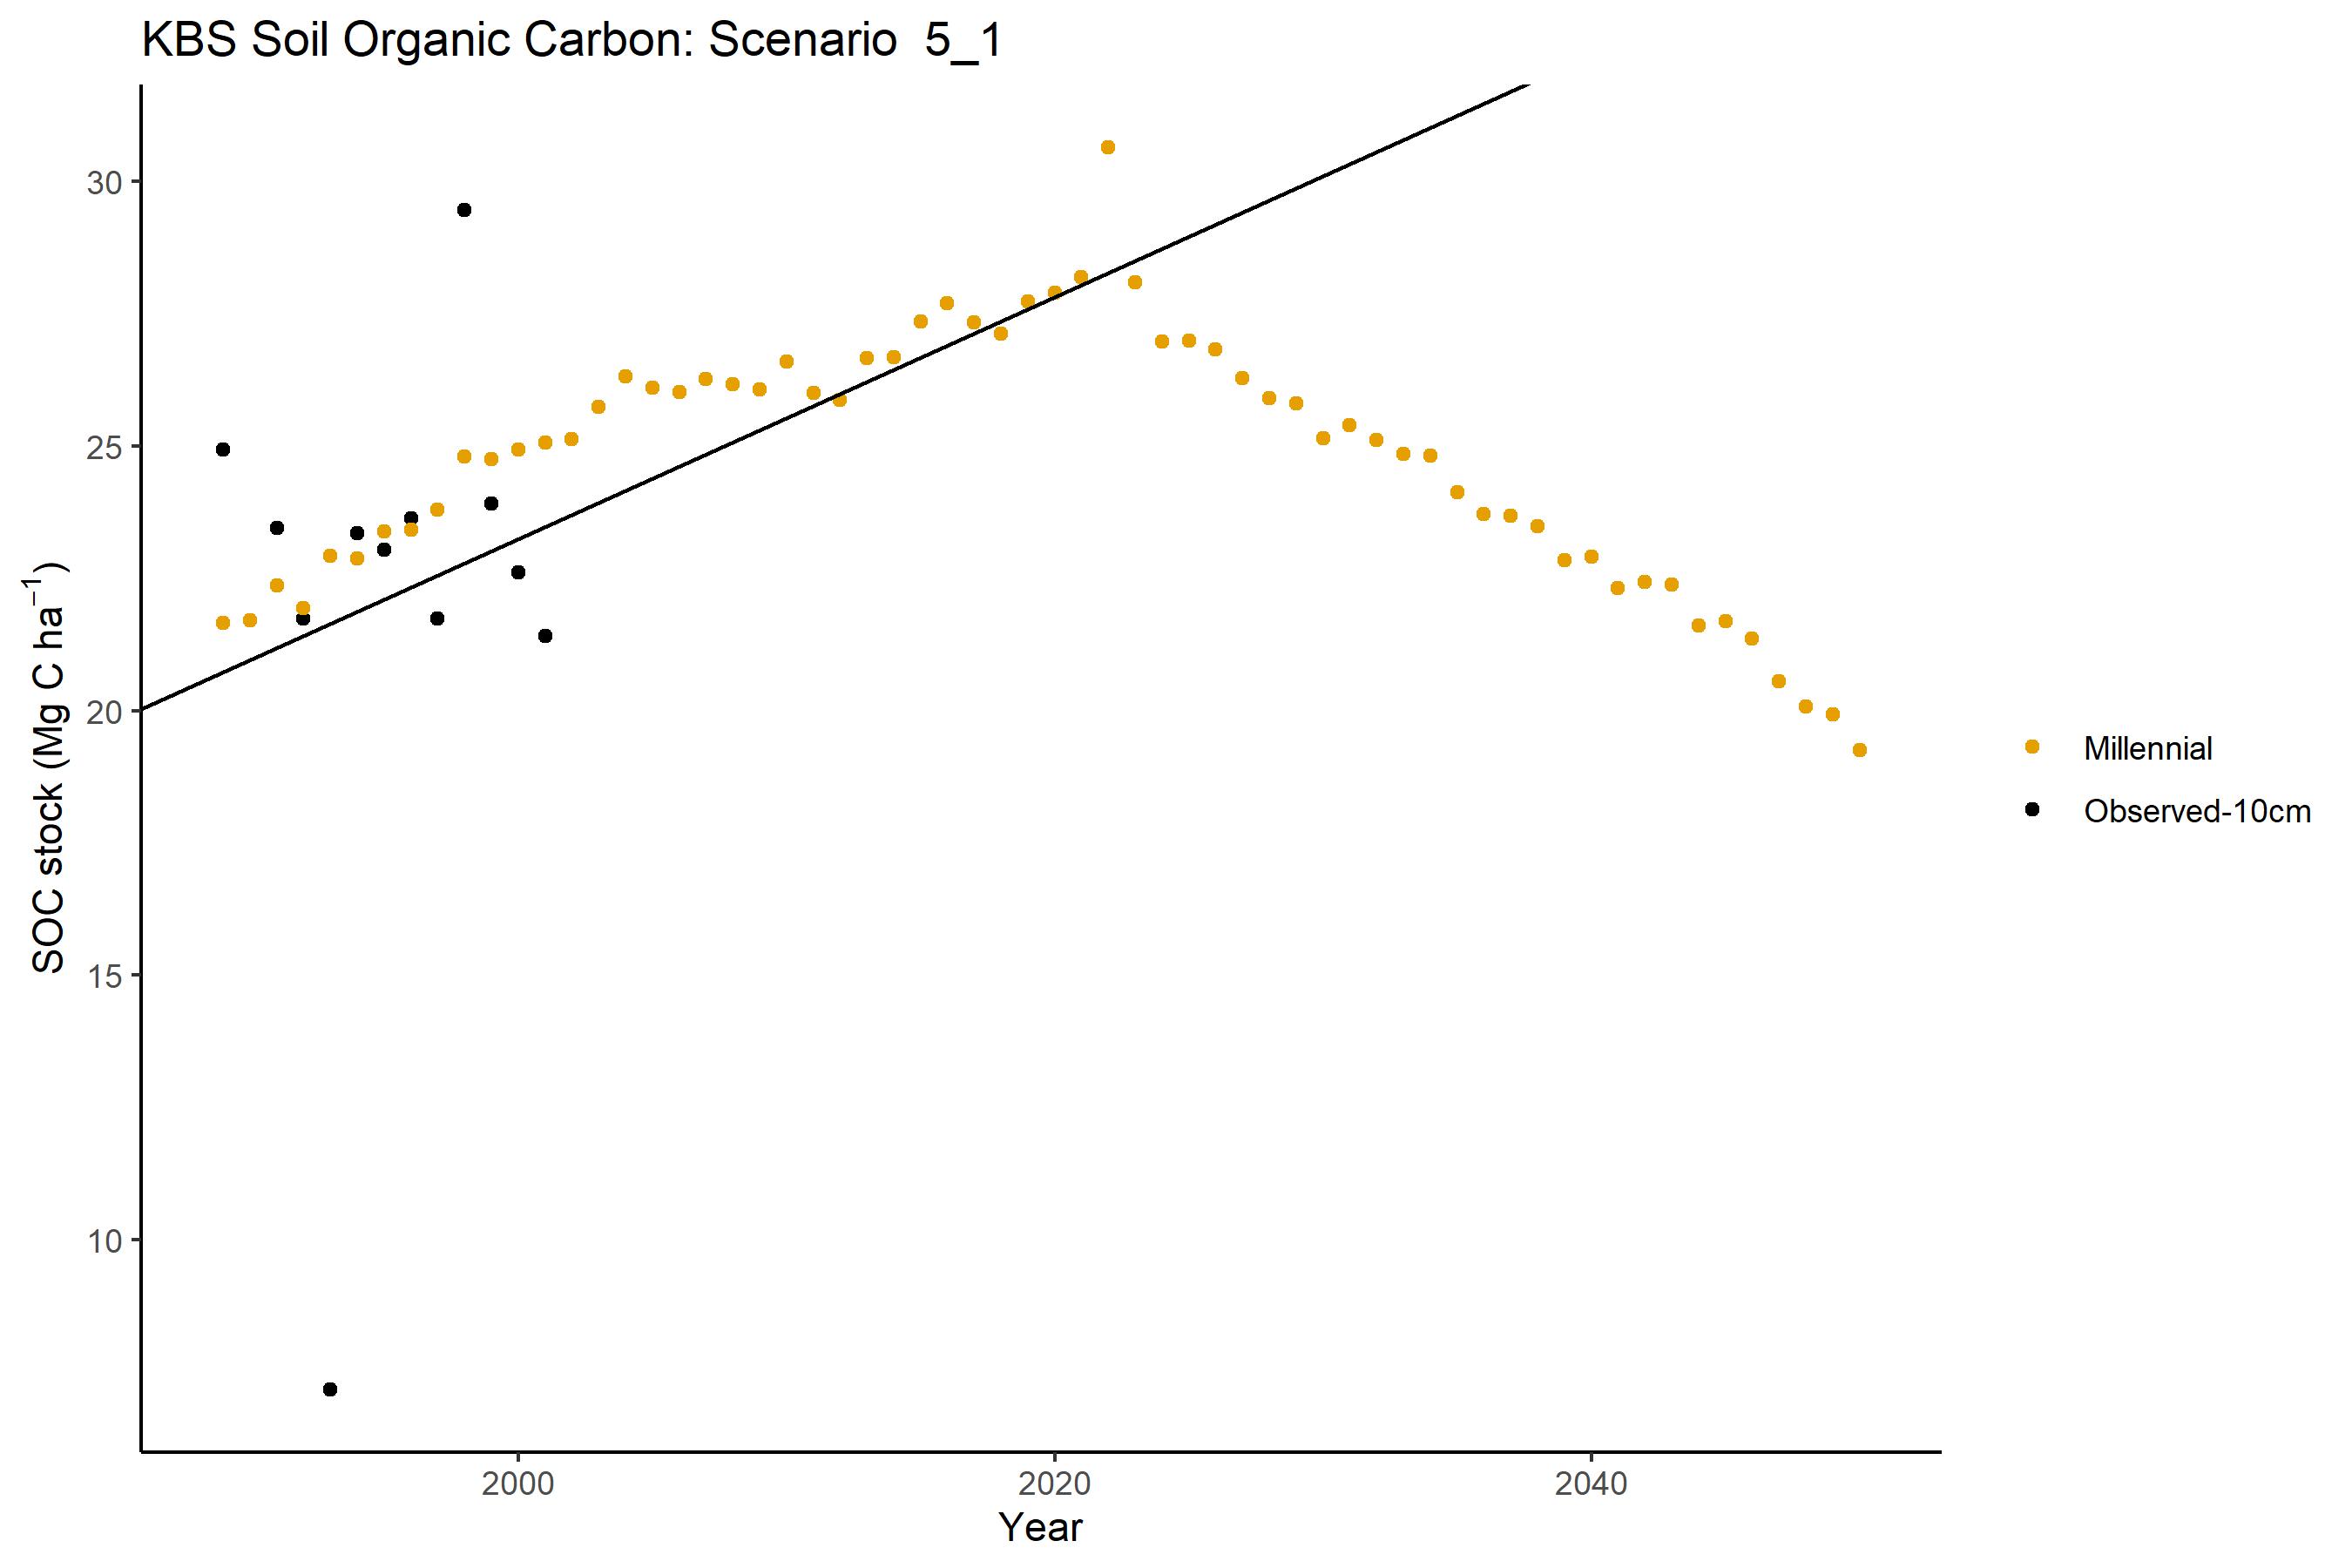 KBS Soil Organic Carbon: Scenario  5_1
SOC stock (Mg C ha⁻¹)
30
25
20
15
10
2000
2020
2040
Year
Millennial
Observed-10cm